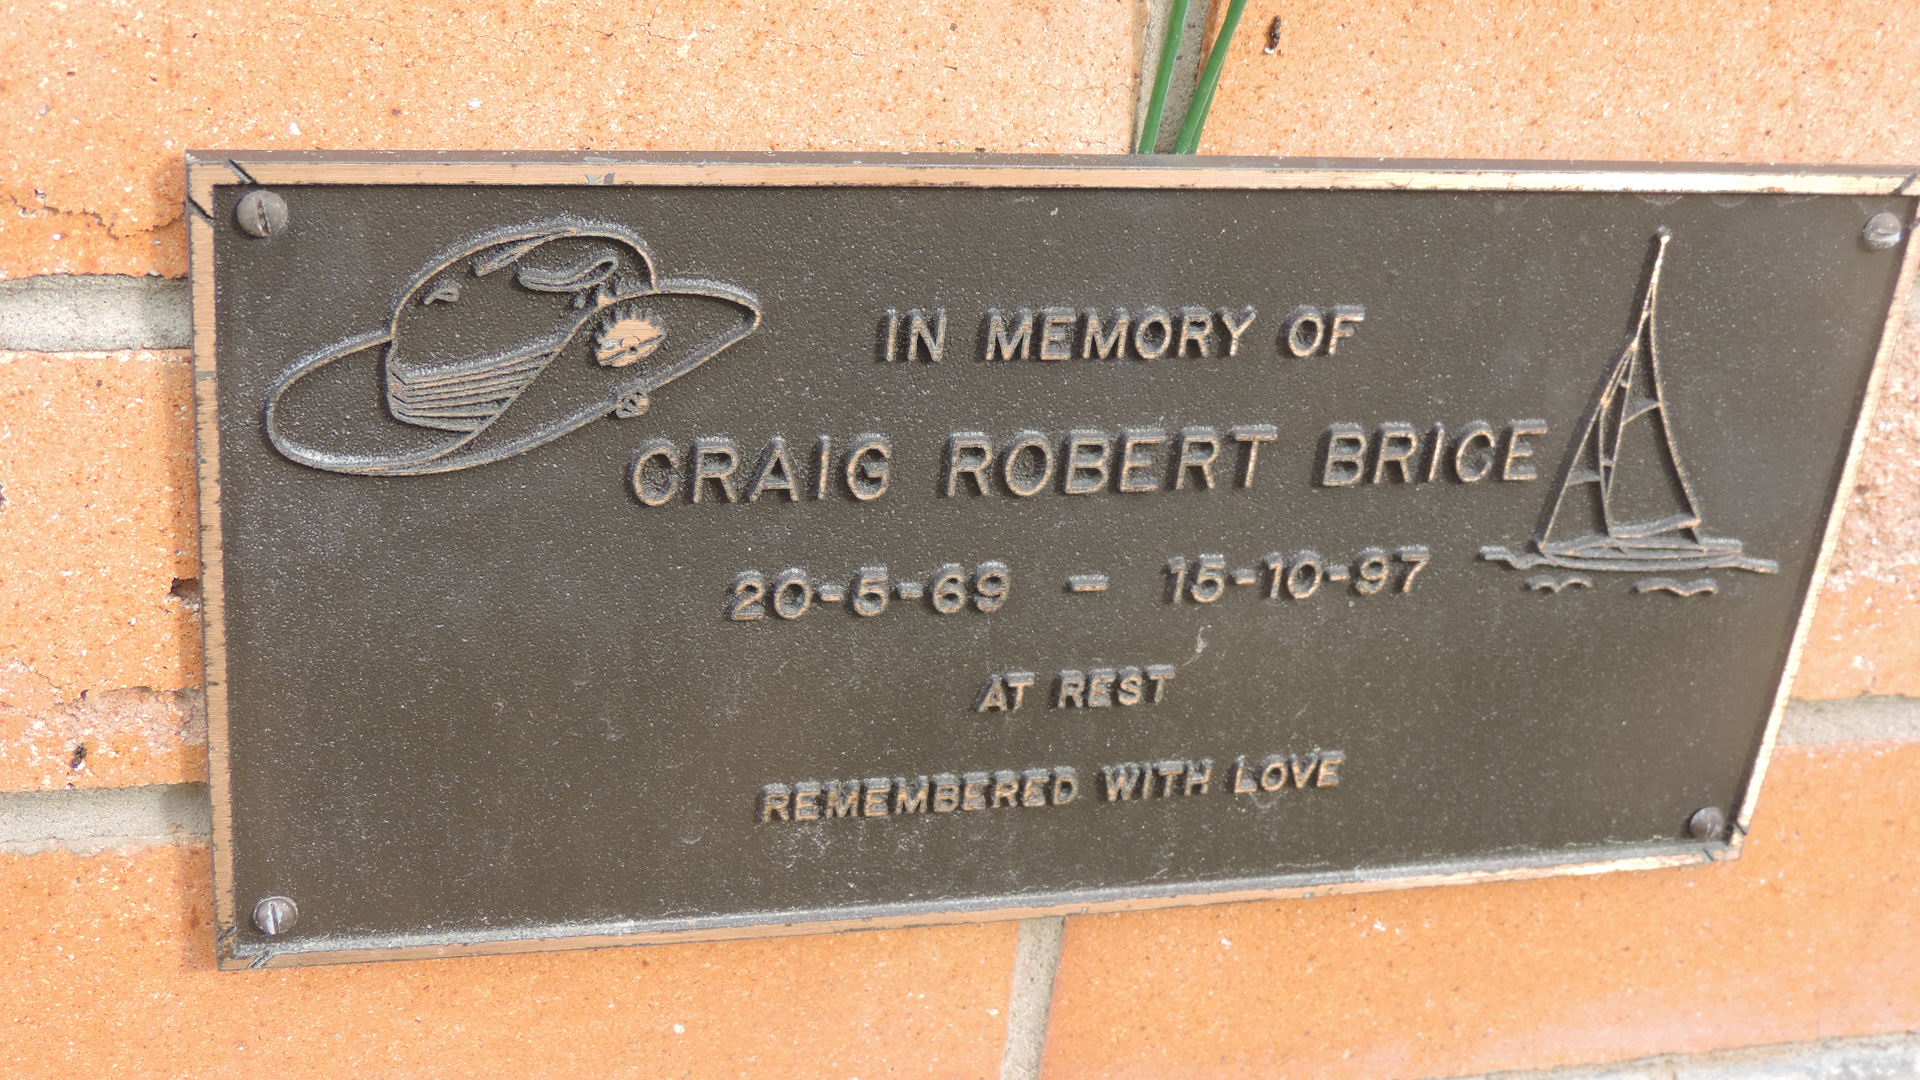 IN MEMORY OF
CRAIG ROBERT BRICE
20-5-69 - 15-10-97
AT REST
REMEMBERED WITH LOVE